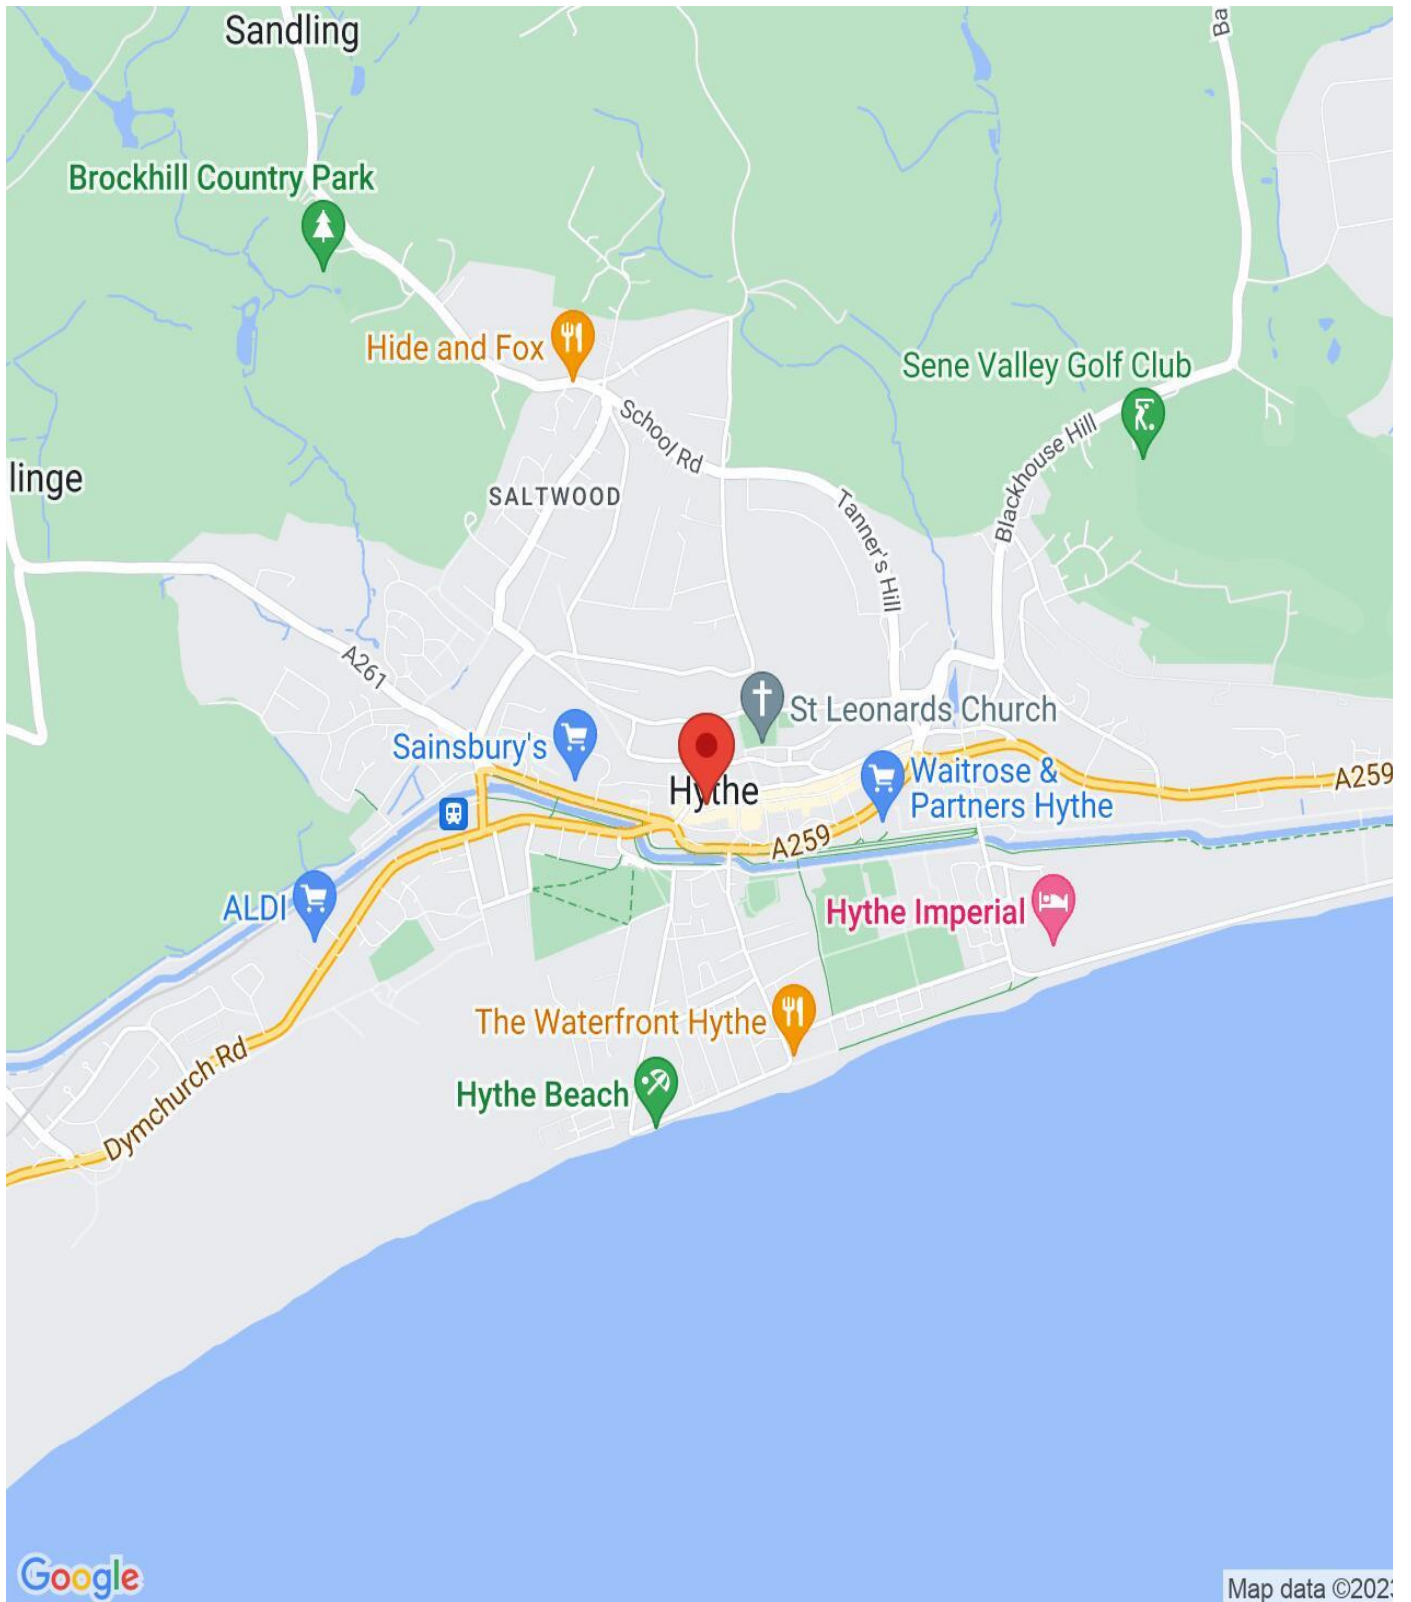 Sandling
Ba
Brockhill Country Park
Hide and Fox
Sene Valley Golf Club
School Rd
Blackhouse Hill
linge
SALTWOOD
Tanner's Hill
A261
St Leonards Church
Sainsbury's
Hythe
Waitrose &
Partners Hythe
A259
A259
ALDI
Hythe Imperial
The Waterfront Hythe
Dymchurch Rd
Hythe Beach
Google
Map data ©2023